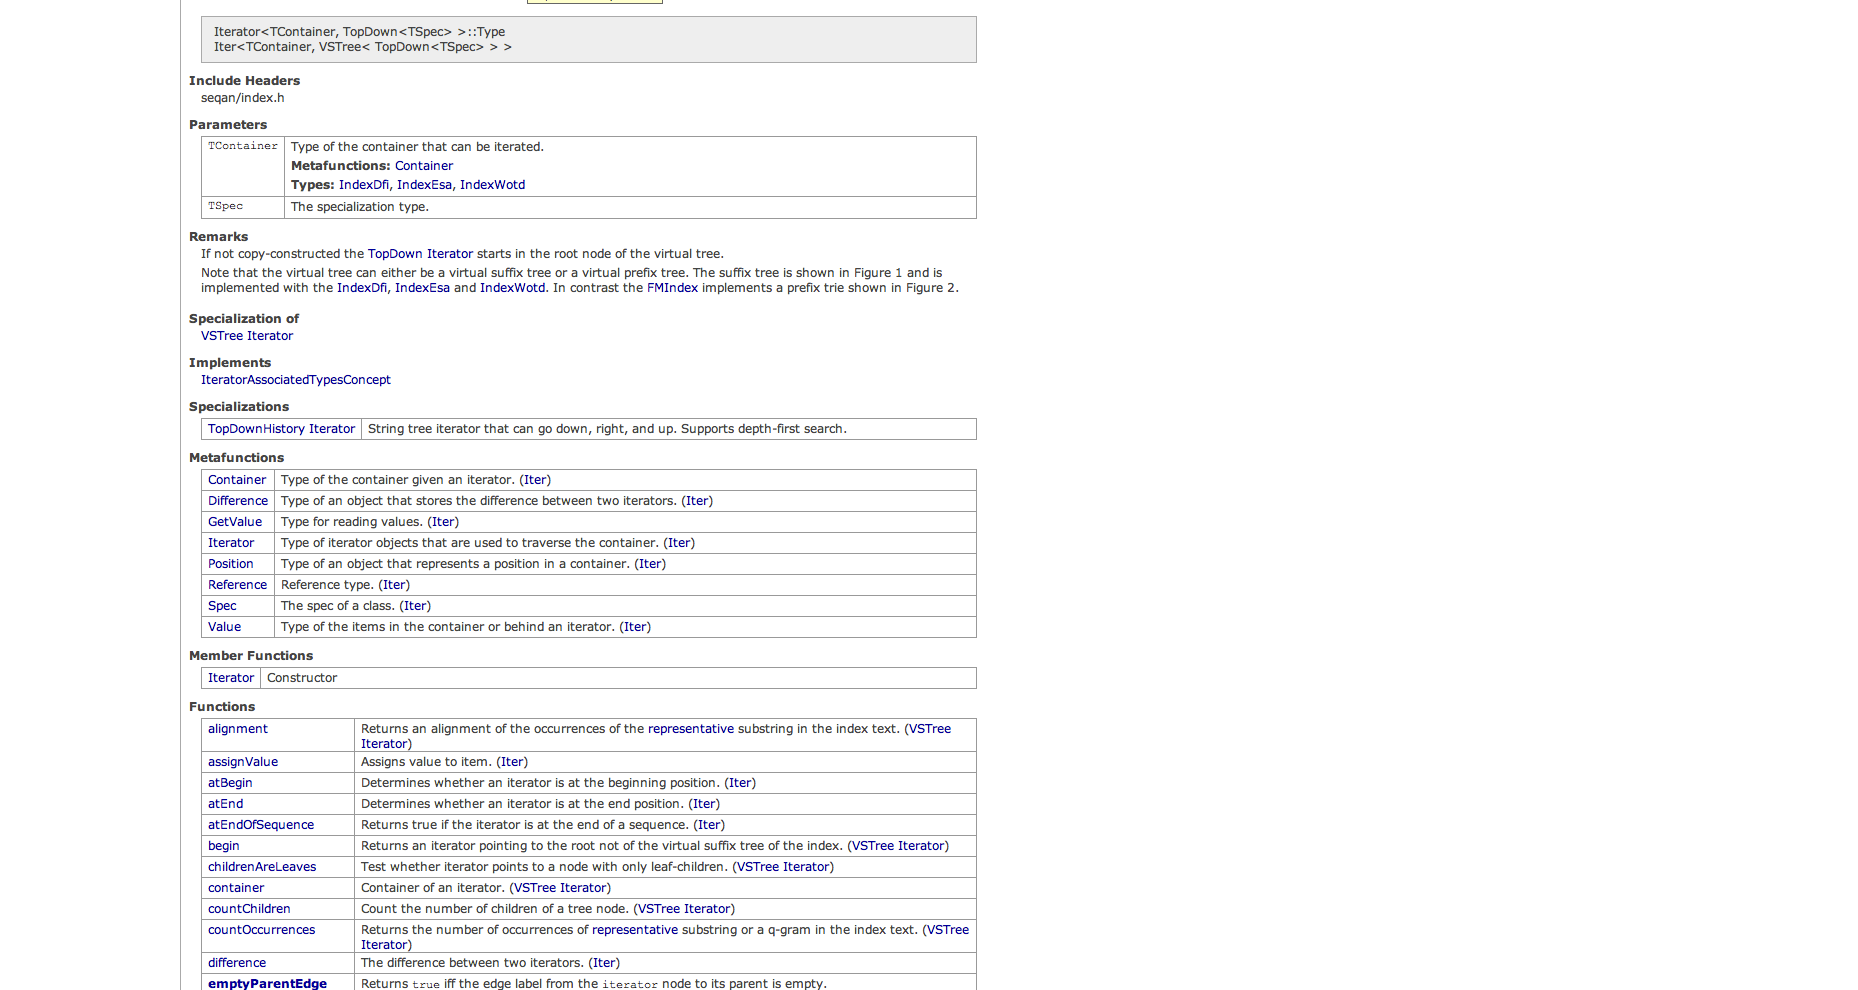 Iterator<TContainer, TopDown<TSpec> >::Type
Iter<TContainer, VSTree< TopDown<TSpec> > >
Include Headers
seqan/index.h
Parameters
TContainer Type of the container that can be iterated.
Metafunctions: Container
Types: IndexDfi, IndexEsa, IndexWotd
TSpec The specialization type.
Remarks
If not copy-constructed the TopDown Iterator starts in the root node of the virtual tree.
Note that the virtual tree can either be a virtual suffix tree or a virtual prefix tree. The suffix tree is shown in Figure 1 and is
implemented with the IndexDfi, IndexEsa and IndexWotd. In contrast the FMIndex implements a prefix trie shown in Figure 2.
Specialization of
VSTree Iterator
Implements
IteratorAssociatedTypesConcept
Specializations
TopDownHistory Iterator String tree iterator that can go down, right, and up. Supports depth-first search.
Metafunctions
Container Type of the container given an iterator. (Iter)
Difference Type of an object that stores the difference between two iterators. (Iter)
GetValue Type for reading values. (Iter)
Iterator Type of iterator objects that are used to traverse the container. (Iter)
Position Type of an object that represents a position in a container. (Iter)
Reference Reference type. (Iter)
Spec The spec of a class. (Iter)
Value Type of the items in the container or behind an iterator. (Iter)
Member Functions
Iterator Constructor
Functions
alignment Returns an alignment of the occurrences of the representative substring in the index text. (VSTree
Iterator)
assignValue Assigns value to item. (Iter)
atBegin Determines whether an iterator is at the beginning position. (Iter)
atEnd Determines whether an iterator is at the end position. (Iter)
atEndOfSequence Returns true if the iterator is at the end of a sequence. (Iter)
begin Returns an iterator pointing to the root not of the virtual suffix tree of the index. (VSTree Iterator)
childrenAreLeaves Test whether iterator points to a node with only leaf-children. (VSTree Iterator)
container Container of an iterator. (VSTree Iterator)
countChildren Count the number of children of a tree node. (VSTree Iterator)
countOccurrences Returns the number of occurrences of representative substring or a q-gram in the index text. (VSTree
Iterator)
difference The difference between two iterators. (Iter)
emptyParentEdge Returns true iff the edge label from the iterator node to its parent is empty.